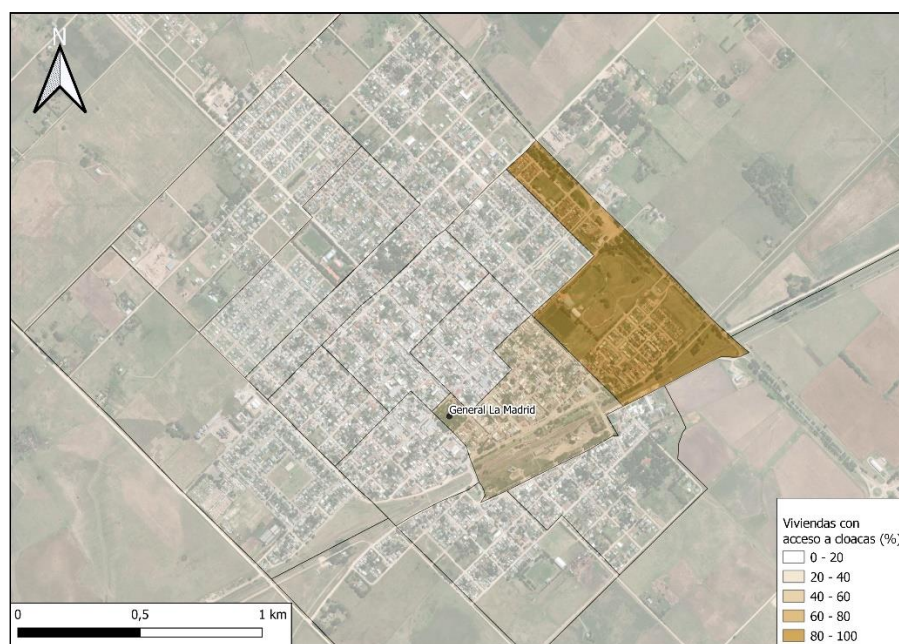 N
General La Madrid
Viviendas con
acceso a cloacas (%)
0 - 20
20 - 40
40 - 60
60 - 80
80 - 100
0 0,5 1 km